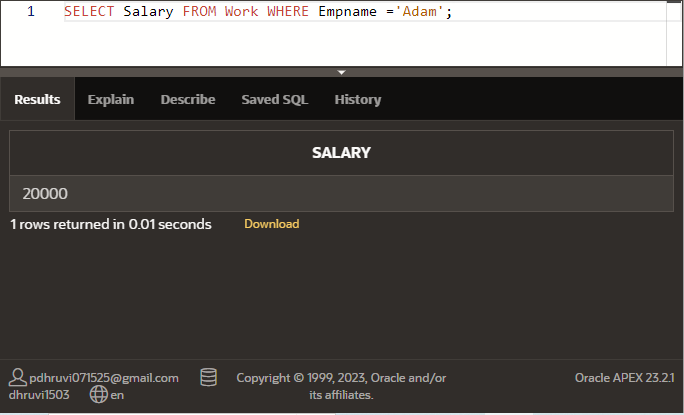 1 SELECT Salary FROM Work WHERE Empname ='Adam';
Results Explain Describe Saved SQL History
SALARY
20000
1 rows returned in 0.01 seconds Download
pdhruvi071525@gmail.com
dhruvi1503 en
Copyright © 1999, 2023, Oracle and/or
its affiliates.
Oracle APEX 23.2.1